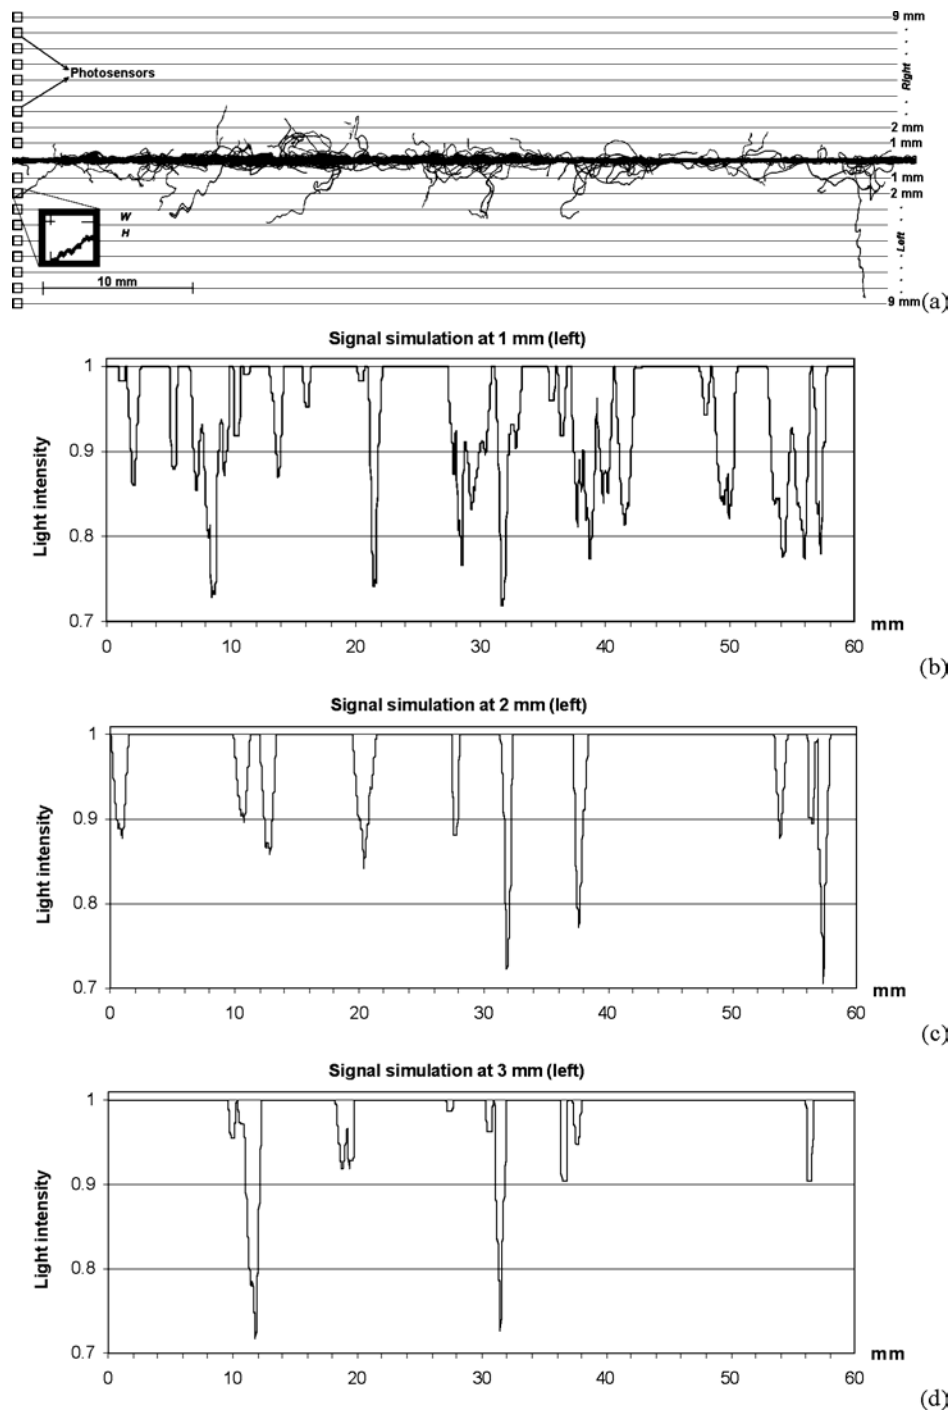 9 mm
Photosensors
Right
2 mm
1 mm
1 mm
2 mm
W
H
Left
10 mm
9 mm
(a)
Signal simulation at 1 mm (left)
1
0.9
0.8
0.7
Light intensity
0 10 20 30 40 50 60
mm
(b)
Signal simulation at 2 mm (left)
1
0.9
0.8
0.7
Light intensity
0 10 20 30 40 50 60
mm
(c)
Signal simulation at 3 mm (left)
1
0.9
0.8
0.7
Light intensity
0 10 20 30 40 50 60
mm
(d)